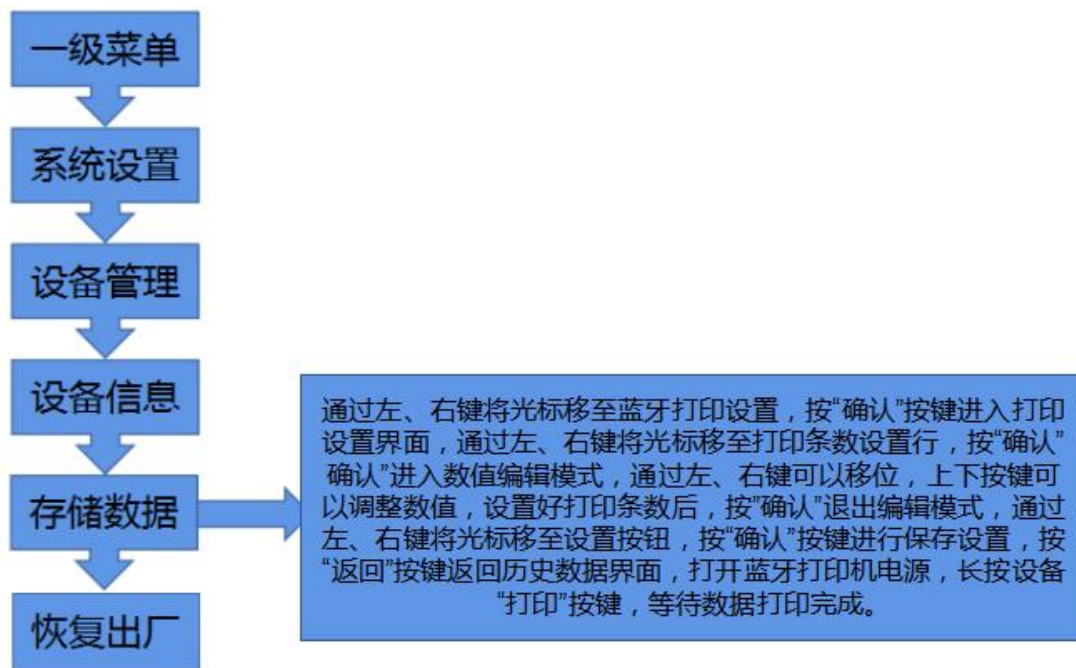 一级菜单
系统设置
设备管理
设备信息
存储数据
通过左、右键将光标移至蓝牙打印设置，按“确认”按键进入打印
设置界面，通过左、右键将光标移至打印条数设置行，按“确认”
确认”进入数值编辑模式，通过左、右键可以移位，上下按键可
以调整数值，设置好打印条数后，按”确认”退出编辑模式，通过
左、右键将光标移至设置按钮，按“确认”按键进行保存设置，按
“返回”按键返回历史数据界面，打开蓝牙打印机电源，长按设备
“打印”按键，等待数据打印完成。
恢复出厂